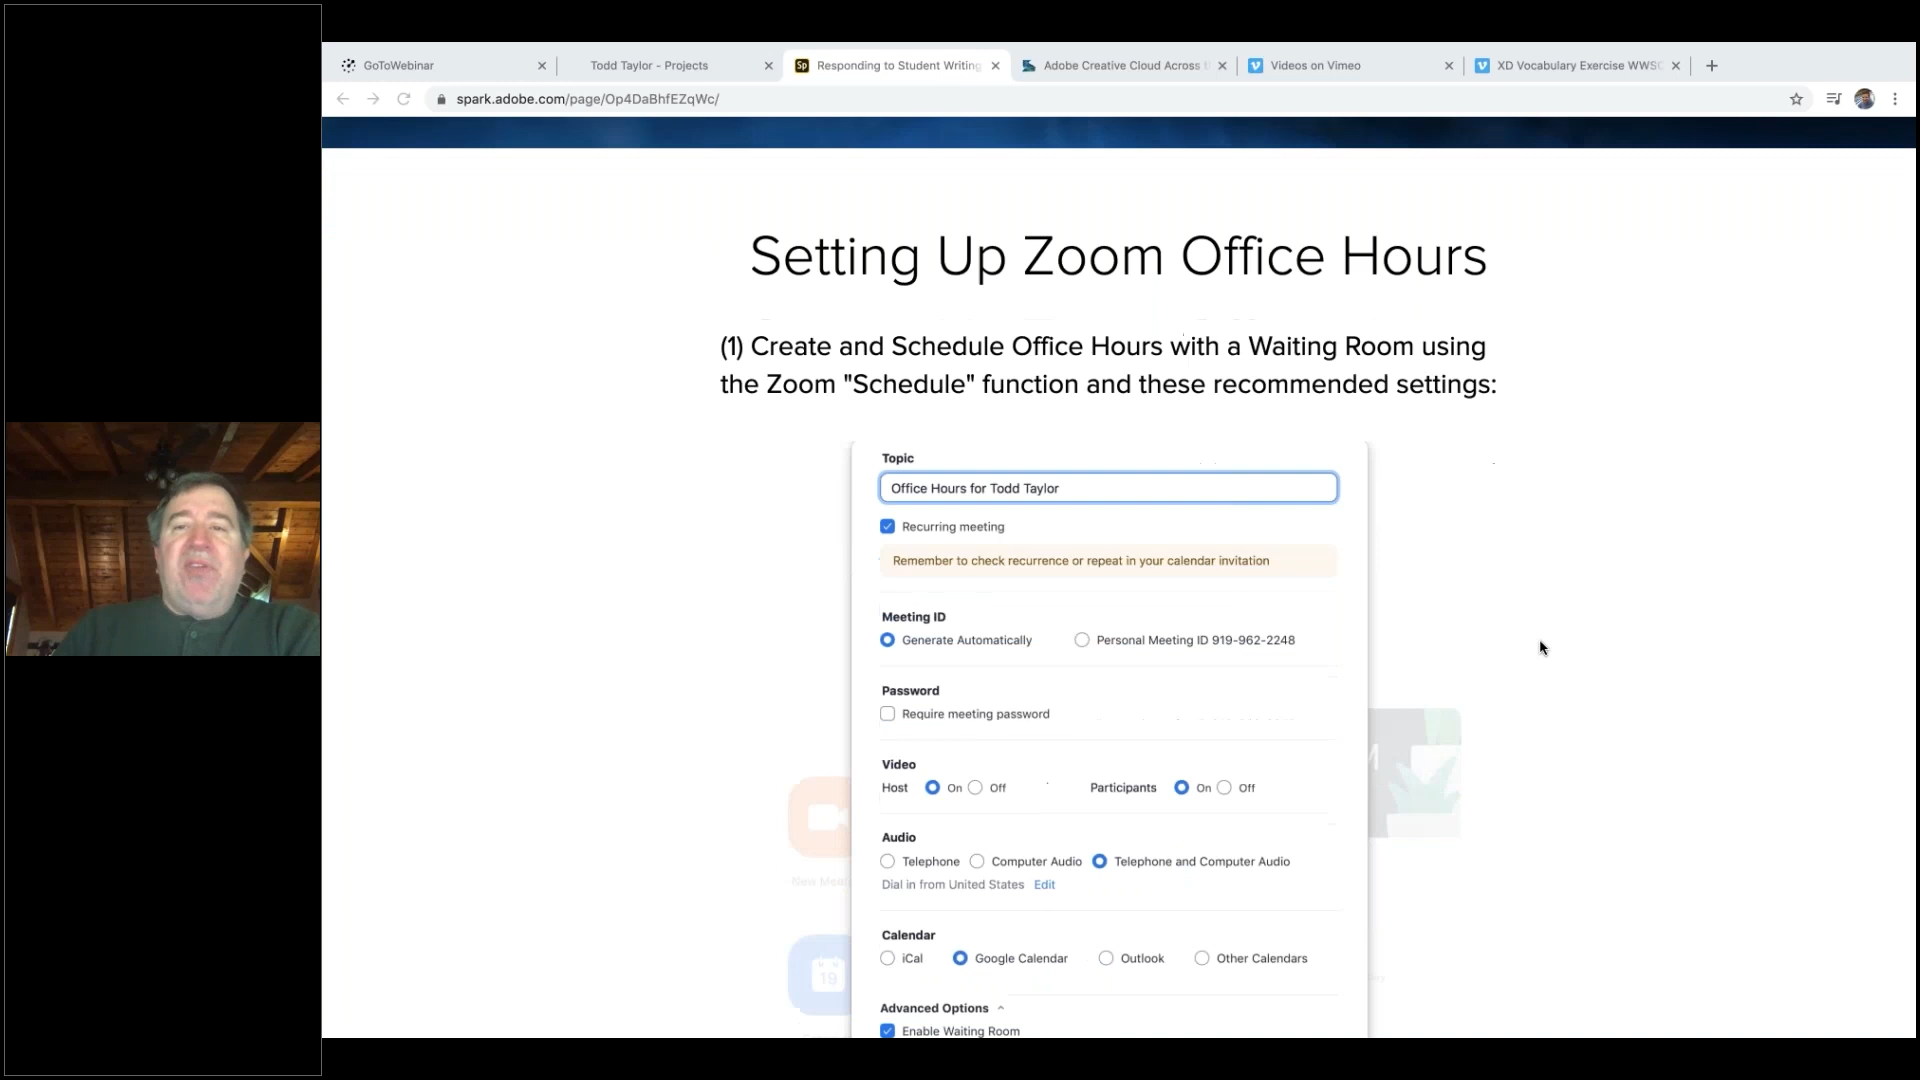 GoToWebinar
Todd Taylor - Projects
Sp Responding to Student Writing
Adobe Creative Cloud Across
Videos on Vimeo
XD Vocabulary Exercise WWSC
spark.adobe.com/page/Op4DaBhfEZqWc/
Setting Up Zoom Office Hours
(1) Create and Schedule Office Hours with a Waiting Room using
the Zoom "Schedule" function and these recommended settings:
Topic
Office Hours for Todd Taylor
Recurring meeting
Remember to check recurrence or repeat in your calendar invitation
Meeting ID
Generate Automatically Personal Meeting ID 919-962-2248
Password
Require meeting password
Video
Host On Off Participants On Off
Audio
Telephone Computer Audio Telephone and Computer Audio
New
Dial in from United States Edit
Calendar
iCal Google Calendar Outlook Other Calendars
19
Advanced Options
Enable Waiting Room